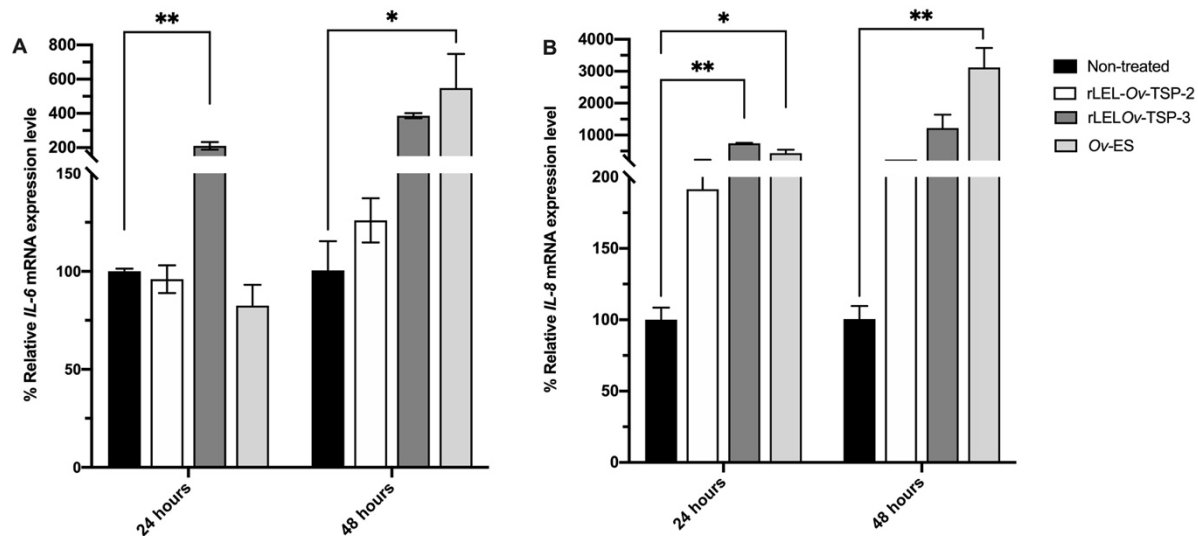 A
% Relative IL-6 mRNA expression levle
800
600
400
200
150
100
50
0
**
*
24 hours
48 hours
B
% Relative IL-8 mRNA expression level
4000
3000
2000
1000
200
150
100
50
0
*
**
**
24 hours
48 hours
Non-treated
rLEL-Ov-TSP-2
rLELOv-TSP-3
Ov-ES